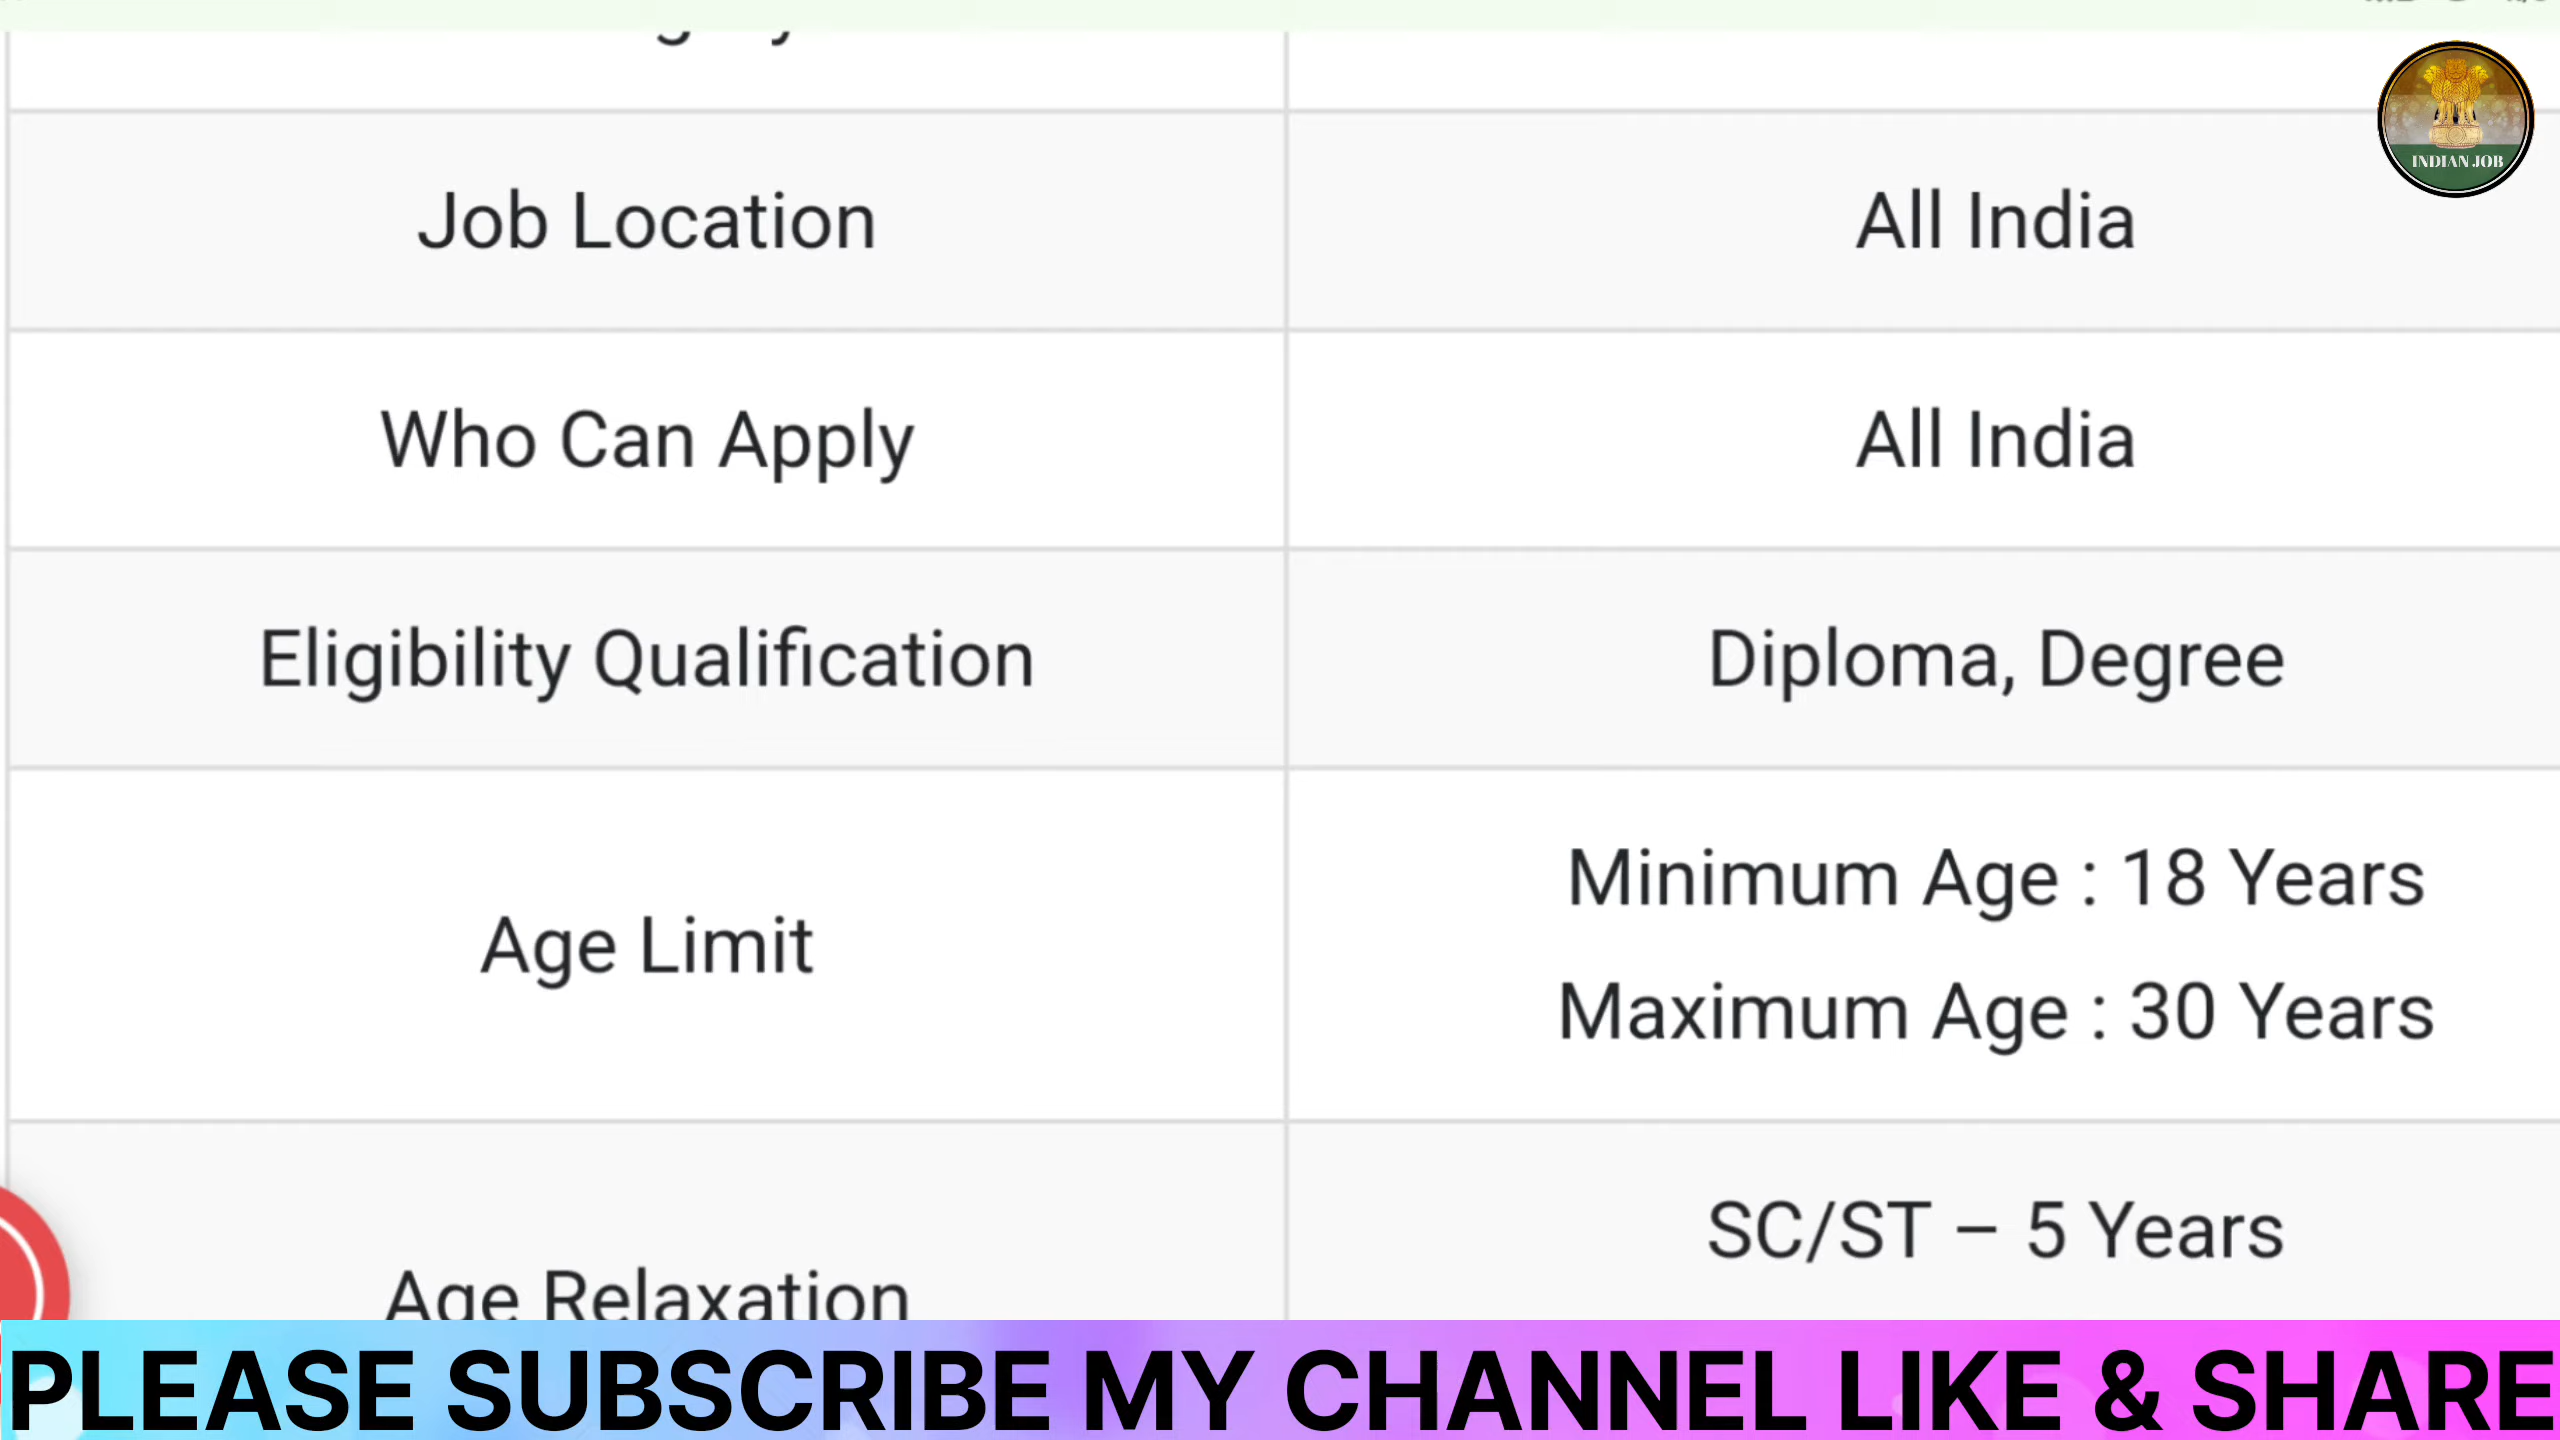 INDIAN JOB
Job Location
All India
Who Can Apply
All India
Eligibility Qualification
Diploma, Degree
Age Limit
Minimum Age : 18 Years
Maximum Age : 30 Years
Age Relaxation
SC/ST – 5 Years
PLEASE SUBSCRIBE MY CHANNEL LIKE & SHARE